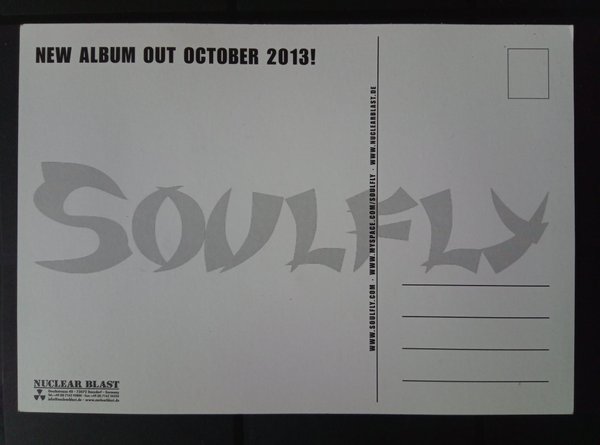 NEW ALBUM OUT OCTOBER 2013!
SOULFLY
WWW.SOULFLY.COM · WWW.MYSPACE.COM/SOULFLY · WWW.NUCLEARBLAST.DE
NUCLEAR BLAST